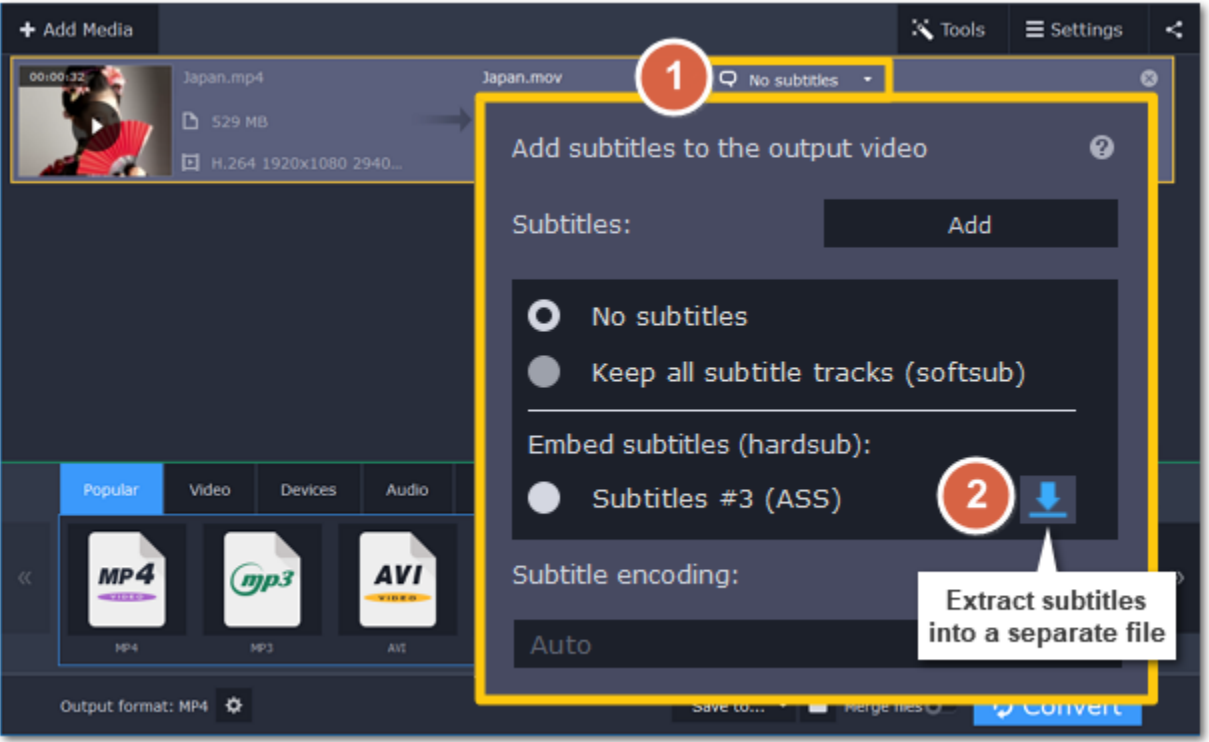 + Add Media
Tools
Settings
00:00:32
Japan.mp4
Japan.mov
1
No subtitles
529 MB
H.264 1920x1080 2940...
Add subtitles to the output video
?
Subtitles:
Add
No subtitles
Keep all subtitle tracks (softsub)
Embed subtitles (hardsub):
Subtitles #3 (ASS)
2
Extract subtitles
into a separate file
Subtitle encoding:
Auto
Popular
Video
Devices
Audio
«
MP4
VIDEO
mp3
AVI
VIDEO
»
MP4
MP3
AVI
Output format: MP4
Save to...
Merge files
Convert